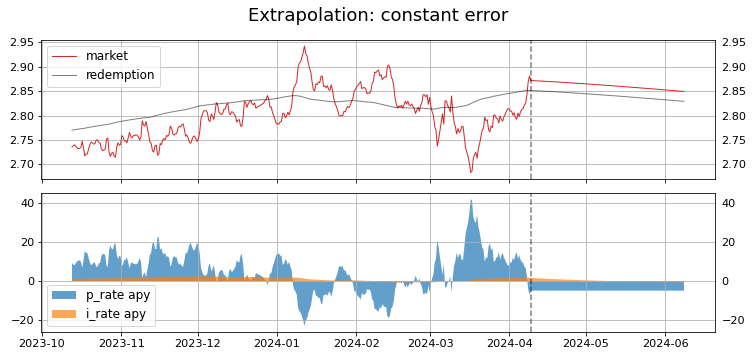 Extrapolation: constant error
2.95 2.95
market
redemption
2.90 2.90
2.85 2.85
2.80 2.80
2.75 2.75
2.70 2.70
40 40
20 20
0 0
p_rate apy
i_rate apy
−20 −20
2023-10 2023-11 2023-12 2024-01 2024-02 2024-03 2024-04 2024-05 2024-06